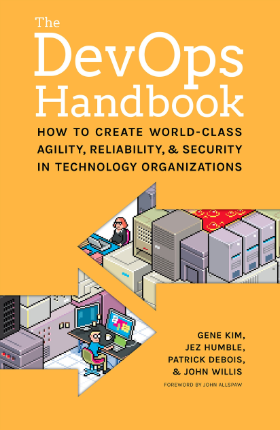 The
DevOps
Handbook
HOW TO CREATE WORLD-CLASS
AGILITY, RELIABILITY, & SECURITY
IN TECHNOLOGY ORGANIZATIONS
GENE KIM,
JEZ HUMBLE,
PATRICK DEBOIS,
& JOHN WILLIS
FOREWORD BY JOHN ALLSPAW